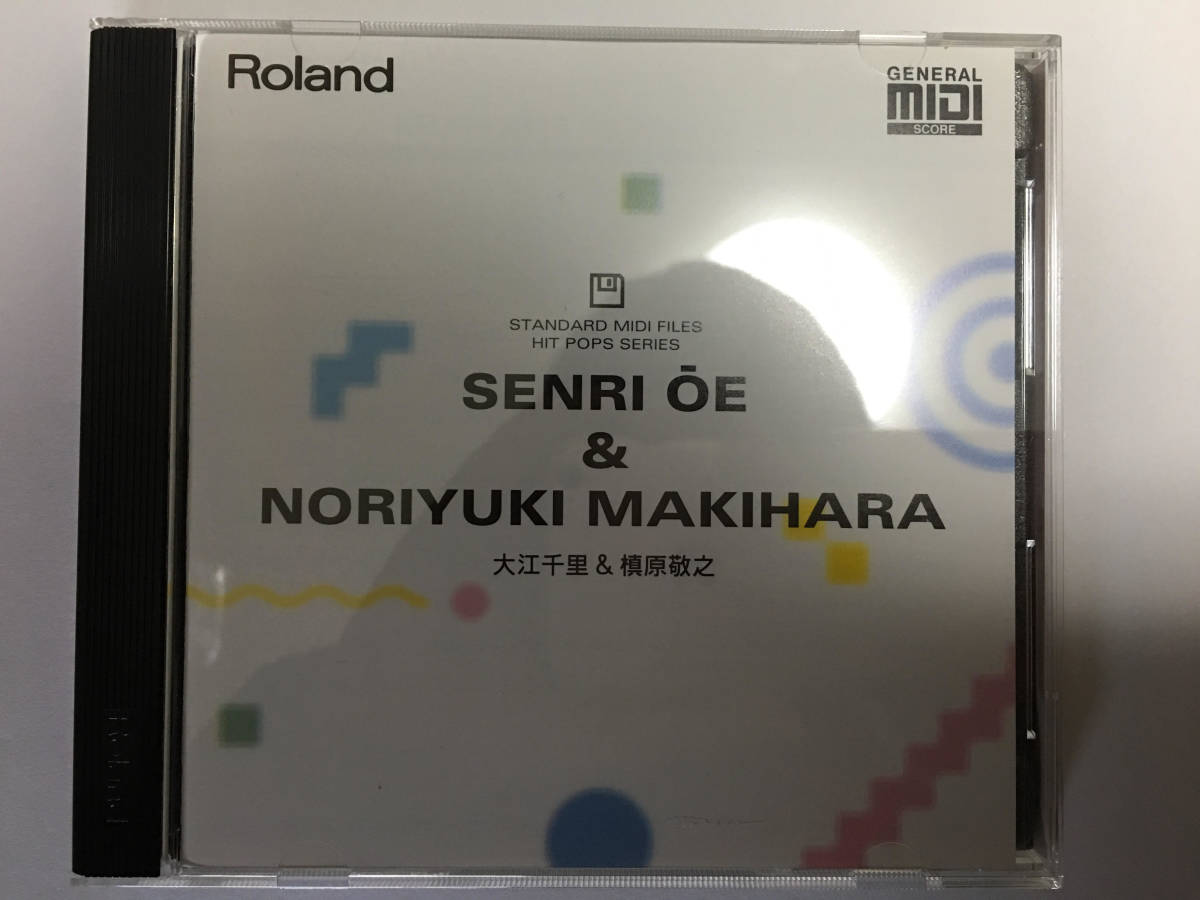 Roland
GENERAL
MIDI
SCORE
STANDARD MIDI FILES
HIT POPS SERIES
SENRI ŌE
&
NORIYUKI MAKIHARA
大江千里 & 槙原敬之